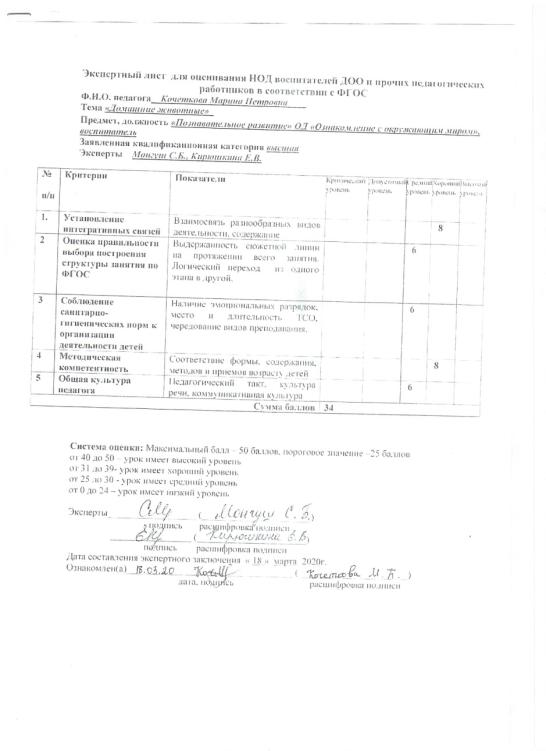 Экспертный лист для оценивания НОД воспитателей ДОО и прочих педагогических
работников в соответствии с ФГОС
Ф.И.О. педагога Кочеткова Марина Петровна
Тема «Домашние животные»
Предмет, должность «Познавательное развитие» ОД «Ознакомление с окружающим миром»,
воспитатель
Заявленная квалификационная категория высшая
Эксперты Монгуш С.Б., Кирюшкина Е.В.
№ п/п Критерии Показатели Критический уровень Допустимый уровень Средний уровень Хороший уровень Высокий уровень
1. Установление интегративных связей Взаимосвязь разнообразных видов деятельности, содержание 8
2 Оценка правильности выбора построения структуры занятия по ФГОС Выдержанность сюжетной линии на протяжении всего занятия. Логический переход из одного этапа в другой. 6
3 Соблюдение санитарно-гигиенических норм к организации деятельности детей Наличие эмоциональных разрядок, место и длительность ТСО, чередование видов преподавания. 6
4 Методическая компетентность Соответствие формы, содержания, методов и приемов возрасту детей 8
5 Общая культура педагога Педагогический такт, культура речи, коммуникативная культура 6
Сумма баллов 34
Система оценки: Максимальный балл – 50 баллов, пороговое значение –25 баллов
от 40 до 50 – урок имеет высокий уровень
от 31 до 39- урок имеет хороший уровень
от 25 до 30 - урок имеет средний уровень
от 0 до 24 – урок имеет низкий уровень
Эксперты ( Монгуш С. Б.)
подпись расшифровка подписи
( Кирюшкина Е.В)
подпись расшифровка подписи
Дата составления экспертного заключения « 18 » марта 2020г.
Ознакомлен(а) 18.03.20 ( Кочеткова М.П. )
дата, подпись расшифровка подписи